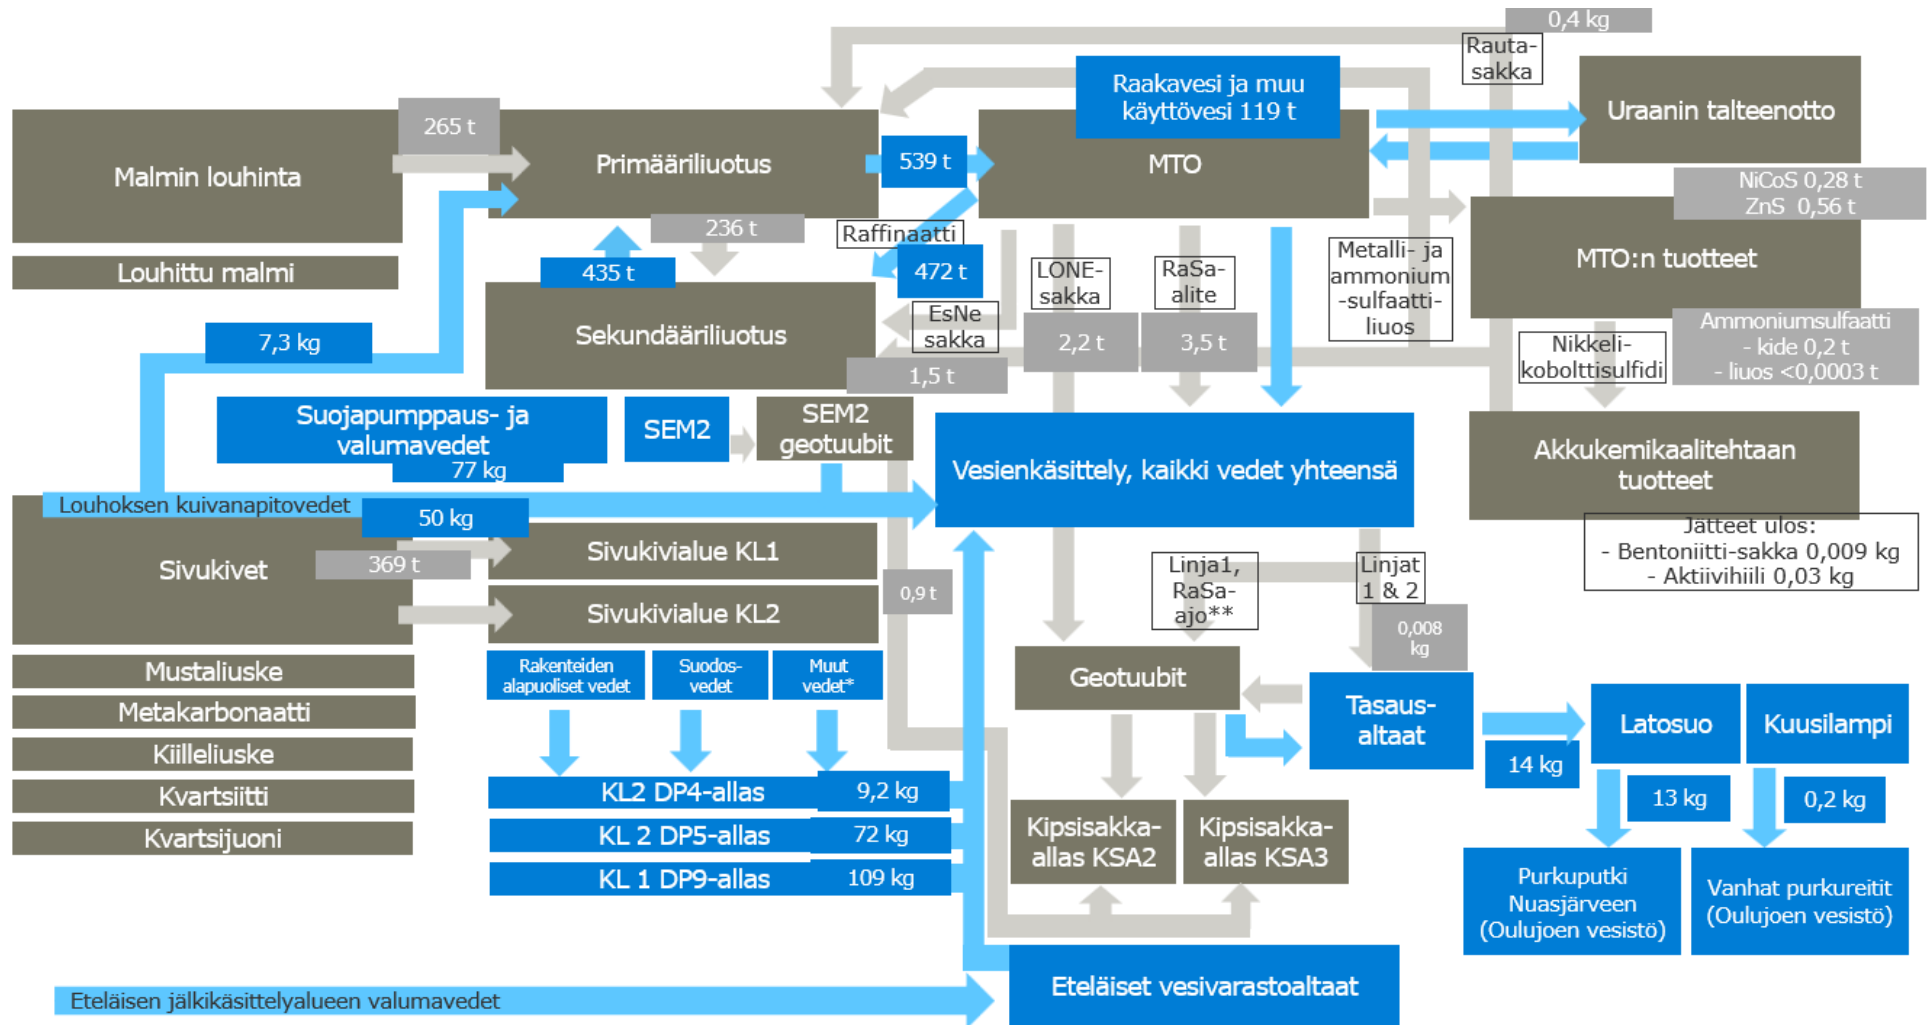 0,4 kg
Rauta-
sakka
Raakavesi ja muu
käyttövesi 119 t
Uraanin talteenotto
265 t
Malmin louhinta
Primääriliuotus
539 t
MTO
NiCoS 0,28 t
ZnS 0,56 t
236 t
Raffinaatti
472 t
435 t
Louhittu malmi
LONE-
sakka
RaSa-
alite
Metalli- ja
ammonium
-sulfaatti-
liuos
MTO:n tuotteet
Sekundääriliuotus
EsNe
sakka
7,3 kg
2,2 t
3,5 t
1,5 t
Nikkeli-
kobolttisulfidi
Ammoniumsulfaatti
- kide 0,2 t
- liuos <0,0003 t
Suojapumppaus- ja
valumavedet
77 kg
SEM2
SEM2
geotuubit
Vesienkäsittely, kaikki vedet yhteensä
Akkukemikaalitehtaan
tuotteet
Louhoksen kuivanapitovedet
50 kg
Jätteet ulos:
- Bentoniitti-sakka 0,009 kg
- Aktiivihiili 0,03 kg
Sivukivet
369 t
Sivukivialue KL1
Sivukivialue KL2
0,9 t
Linja1,
RaSa-
ajo**
Linjat
1 & 2
0,008
kg
Mustaliuske
Metakarbonaatti
Kiilleliuske
Kvartsiitti
Kvartsijuoni
Rakenteiden
alapuoliset vedet
Suodos-
vedet
Muut
vedet*
Geotuubit
Tasaus-
altaat
14 kg
Latosuo
Kuusilampi
13 kg
0,2 kg
KL2 DP4-allas
9,2 kg
KL 2 DP5-allas
72 kg
KL 1 DP9-allas
109 kg
Kipsisakka-
allas KSA2
Kipsisakka-
allas KSA3
Purkuputki
Nuasjärveen
(Oulujoen vesistö)
Vanhat purkureitit
(Oulujoen vesistö)
Eteläisen jälkikäsittelyalueen valumavedet
Eteläiset vesivarastoaltaat